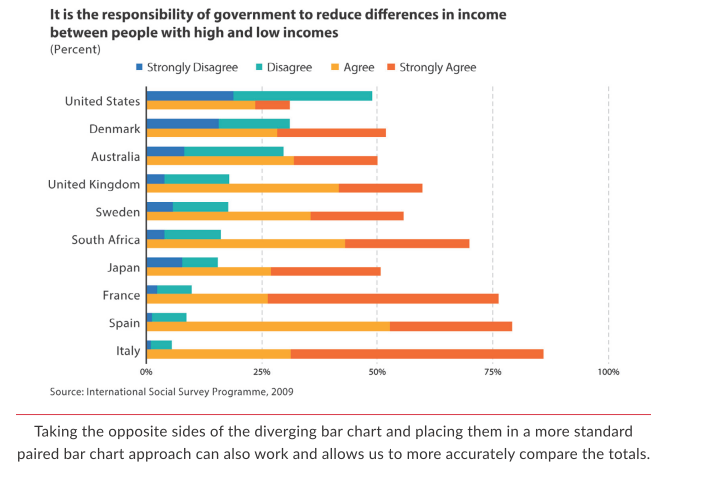 It is the responsibility of government to reduce differences in income
between people with high and low incomes
(Percent)
Strongly Disagree Disagree Agree Strongly Agree
United States
Denmark
Australia
United Kingdom
Sweden
South Africa
Japan
France
Spain
Italy
0% 25% 50% 75% 100%
Source: International Social Survey Programme, 2009
Taking the opposite sides of the diverging bar chart and placing them in a more standard
paired bar chart approach can also work and allows us to more accurately compare the totals.